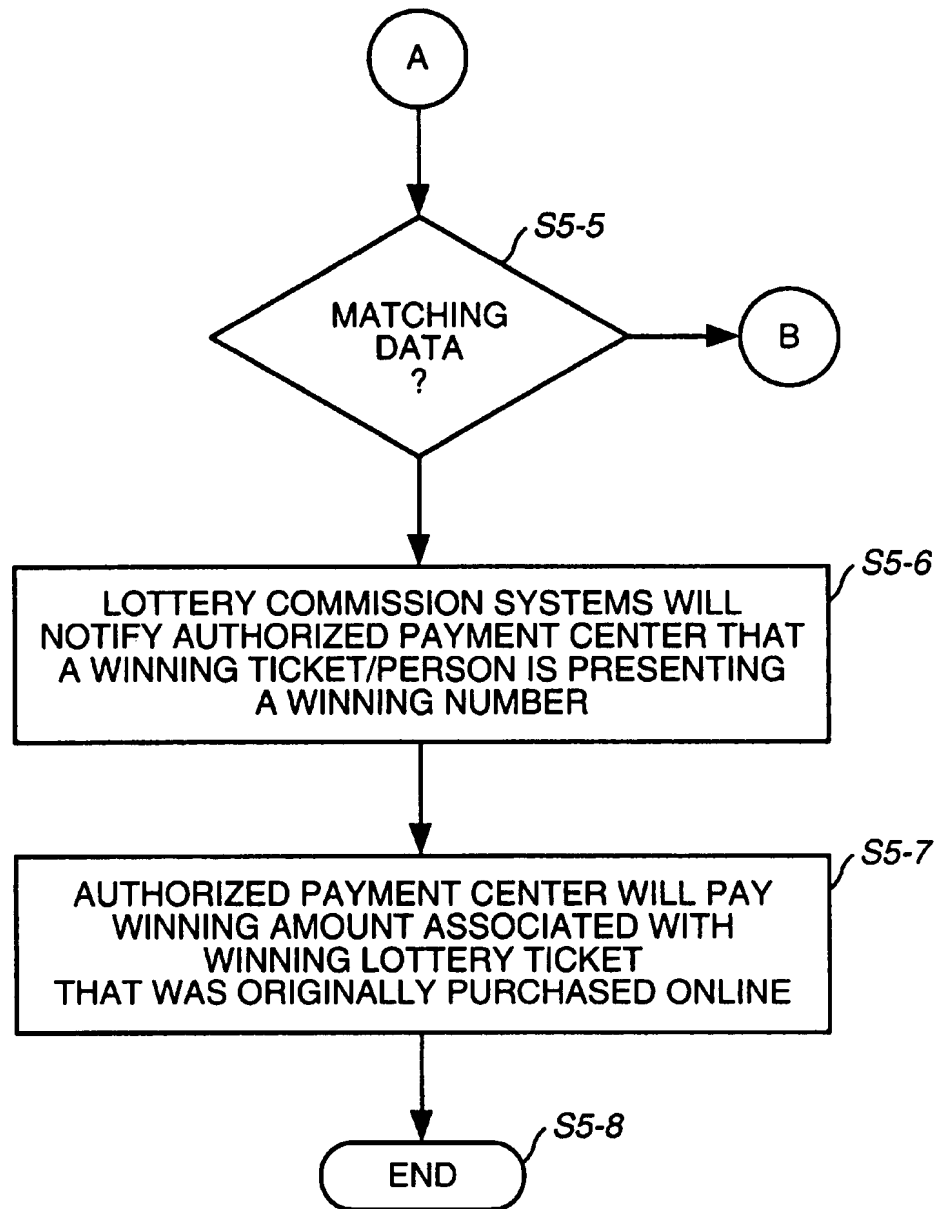 A
S5-5
MATCHING
DATA
?
B
S5-6
LOTTERY COMMISSION SYSTEMS WILL
NOTIFY AUTHORIZED PAYMENT CENTER THAT
A WINNING TICKET/PERSON IS PRESENTING
A WINNING NUMBER
S5-7
AUTHORIZED PAYMENT CENTER WILL PAY
WINNING AMOUNT ASSOCIATED WITH
WINNING LOTTERY TICKET
THAT WAS ORIGINALLY PURCHASED ONLINE
S5-8
END